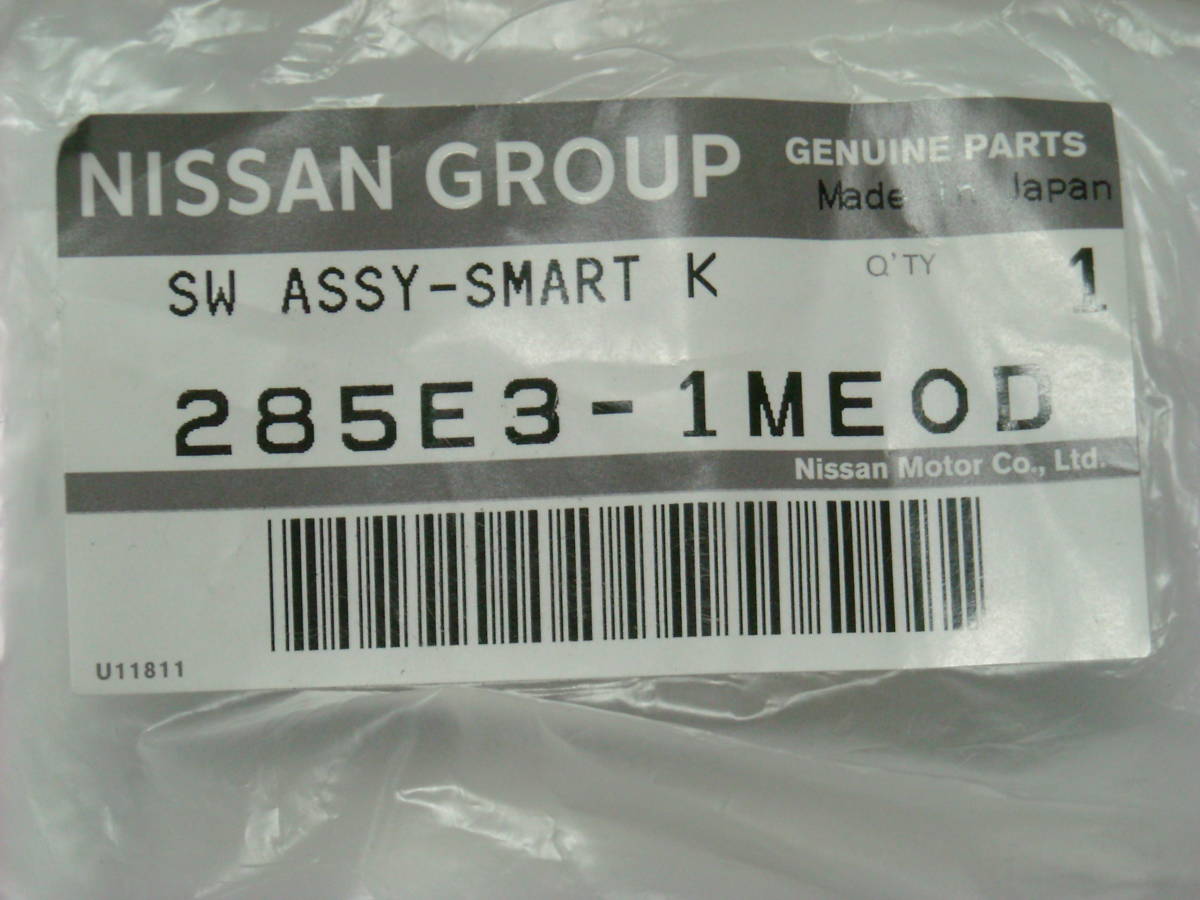 NISSAN GROUP GENUINE PARTS
Made in Japan
SW ASSY-SMART K Q'TY 1
285E3-1ME0D
Nissan Motor Co., Ltd.
U11811